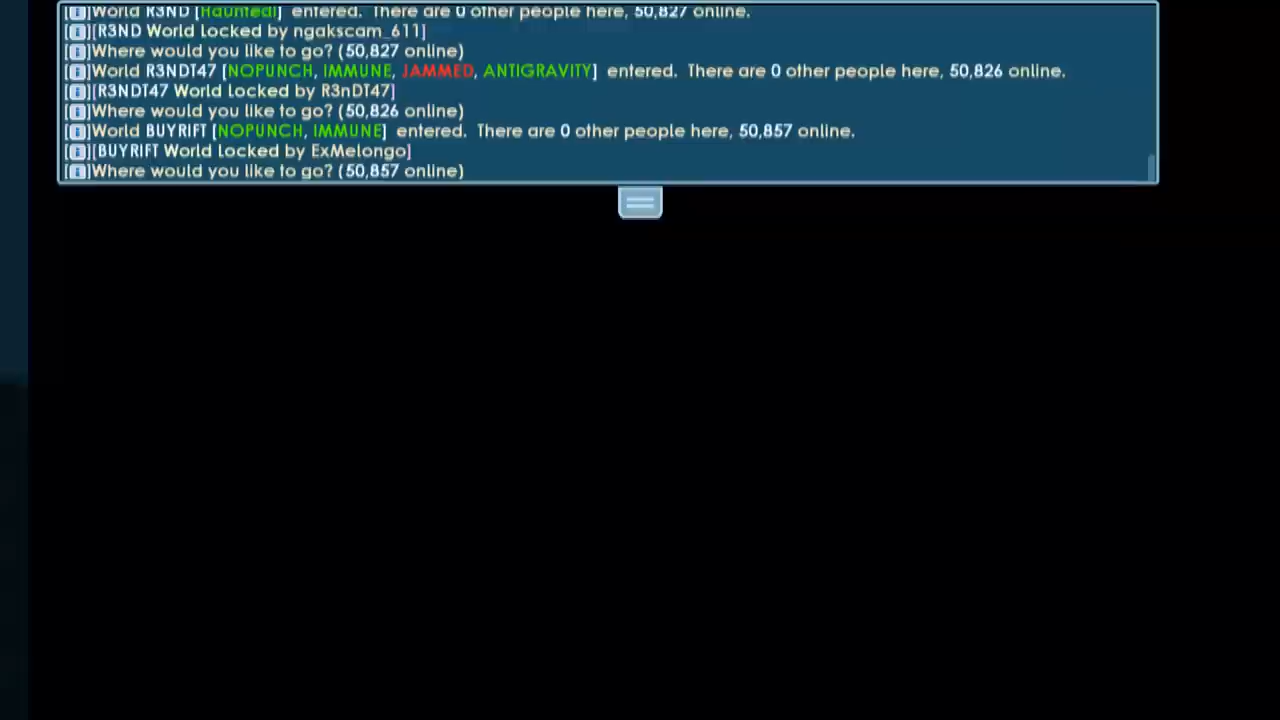 [i]World R3ND [Haunted!] entered. There are 0 other people here, 50,827 online.
[i][R3ND World Locked by ngakscam_611]
[i]Where would you like to go? (50,827 online)
[i]World R3NDT47 [NOPUNCH, IMMUNE, JAMMED, ANTIGRAVITY] entered. There are 0 other people here, 50,826 online.
[i][R3NDT47 World Locked by R3nDT47]
[i]Where would you like to go? (50,826 online)
[i]World BUYRIFT [NOPUNCH, IMMUNE] entered. There are 0 other people here, 50,857 online.
[i][BUYRIFT World Locked by ExMelongo]
[i]Where would you like to go? (50,857 online)